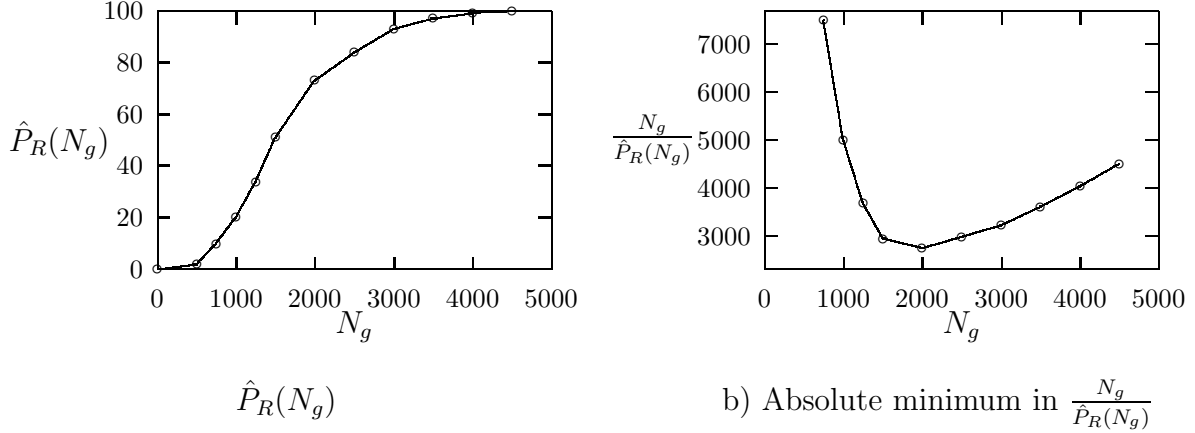 100
80
60
40
20
0
P̂_R(N_g)
0 1000 2000 3000 4000 5000
N_g
P̂_R(N_g)
7000
6000
5000
4000
3000
N_g / P̂_R(N_g)
0 1000 2000 3000 4000 5000
N_g
b) Absolute minimum in N_g / P̂_R(N_g)